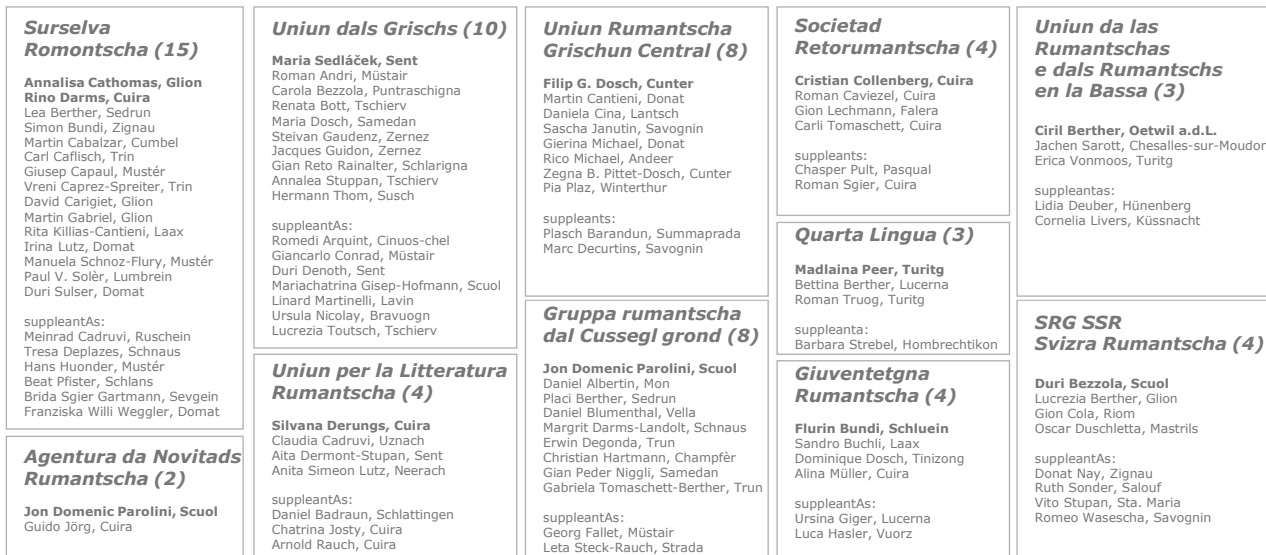 Surselva
Romontscha (15)
Annalisa Cathomas, Glion
Rino Darms, Cuira
Lea Berther, Sedrun
Simon Bundi, Zignau
Martin Cabalzar, Cumbel
Carl Caflisch, Trin
Giusep Capaul, Mustér
Vreni Caprez-Spreiter, Trin
David Carigiet, Glion
Martin Gabriel, Glion
Rita Killias-Cantieni, Laax
Irina Lutz, Domat
Manuela Schnoz-Flury, Mustér
Paul V. Solèr, Lumbrein
Duri Sulser, Domat
suppleantAs:
Meinrad Cadruvi, Ruschein
Tresa Deplazes, Schnaus
Hans Huonder, Mustér
Beat Pfister, Schlans
Brida Sgier Gartmann, Sevgein
Franziska Willi Weggler, Domat
Agentura da Novitads
Rumantscha (2)
Jon Domenic Parolini, Scuol
Guido Jörg, Cuira
Uniun dals Grischs (10)
Maria Sedláček, Sent
Roman Andri, Müstair
Carola Bezzola, Puntraschigna
Renata Bott, Tschierv
Maria Dosch, Samedan
Steivan Gaudenz, Zernez
Jacques Guidon, Zernez
Gian Reto Rainalter, Schlarigna
Annalea Stuppan, Tschierv
Hermann Thom, Susch
suppleantAs:
Romedi Arquint, Cinuos-chel
Giancarlo Conrad, Müstair
Duri Denoth, Sent
Mariachatrina Gisep-Hofmann, Scuol
Linard Martinelli, Lavin
Ursula Nicolay, Bravuogn
Lucrezia Toutsch, Tschierv
Uniun per la Litteratura
Rumantscha (4)
Silvana Derungs, Cuira
Claudia Cadruvi, Uznach
Aita Dermont-Stupan, Sent
Anita Simeon Lutz, Neerach
suppleantAs:
Daniel Badraun, Schlattingen
Chatrina Josty, Cuira
Arnold Rauch, Cuira
Uniun Rumantscha
Grischun Central (8)
Filip G. Dosch, Cunter
Martin Cantieni, Donat
Daniela Cina, Lantsch
Sascha Janutin, Savognin
Gierina Michael, Donat
Rico Michael, Andeer
Zegna B. Pittet-Dosch, Cunter
Pia Plaz, Winterthur
suppleants:
Plasch Barandun, Summaprada
Marc Decurtins, Savognin
Gruppa rumantscha
dal Cussegl grond (8)
Jon Domenic Parolini, Scuol
Daniel Albertin, Mon
Placi Berther, Sedrun
Daniel Blumenthal, Vella
Margrit Darms-Landolt, Schnaus
Erwin Degonda, Trun
Christian Hartmann, Champfèr
Gian Peder Niggli, Samedan
Gabriela Tomaschett-Berther, Trun
suppleantAs:
Georg Fallet, Müstair
Leta Steck-Rauch, Strada
Societad
Retorumantscha (4)
Cristian Collenberg, Cuira
Roman Caviezel, Cuira
Gion Lechmann, Falera
Carli Tomaschett, Cuira
suppleants:
Chasper Pult, Pasqual
Roman Sgier, Cuira
Quarta Lingua (3)
Madlaina Peer, Turitg
Bettina Berther, Lucerna
Roman Truog, Turitg
suppleanta:
Barbara Strebel, Hombrechtikon
Giuventetgna
Rumantscha (4)
Flurin Bundi, Schluein
Sandro Buchli, Laax
Dominique Dosch, Tinizong
Alina Müller, Cuira
suppleantAs:
Ursina Giger, Lucerna
Luca Hasler, Vuorz
Uniun da las
Rumantschas
e dals Rumantschs
en la Bassa (3)
Ciril Berther, Oetwil a.d.L.
Jachen Sarott, Chesalles-sur-Moudon
Erica Vonmoos, Turitg
suppleantas:
Lidia Deuber, Hünenberg
Cornelia Livers, Küssnacht
SRG SSR
Svizra Rumantscha (4)
Duri Bezzola, Scuol
Lucrezia Berther, Glion
Gion Cola, Riom
Oscar Duschletta, Mastrils
suppleantAs:
Donat Nay, Zignau
Ruth Sonder, Salouf
Vito Stupan, Sta. Maria
Romeo Wasescha, Savognin